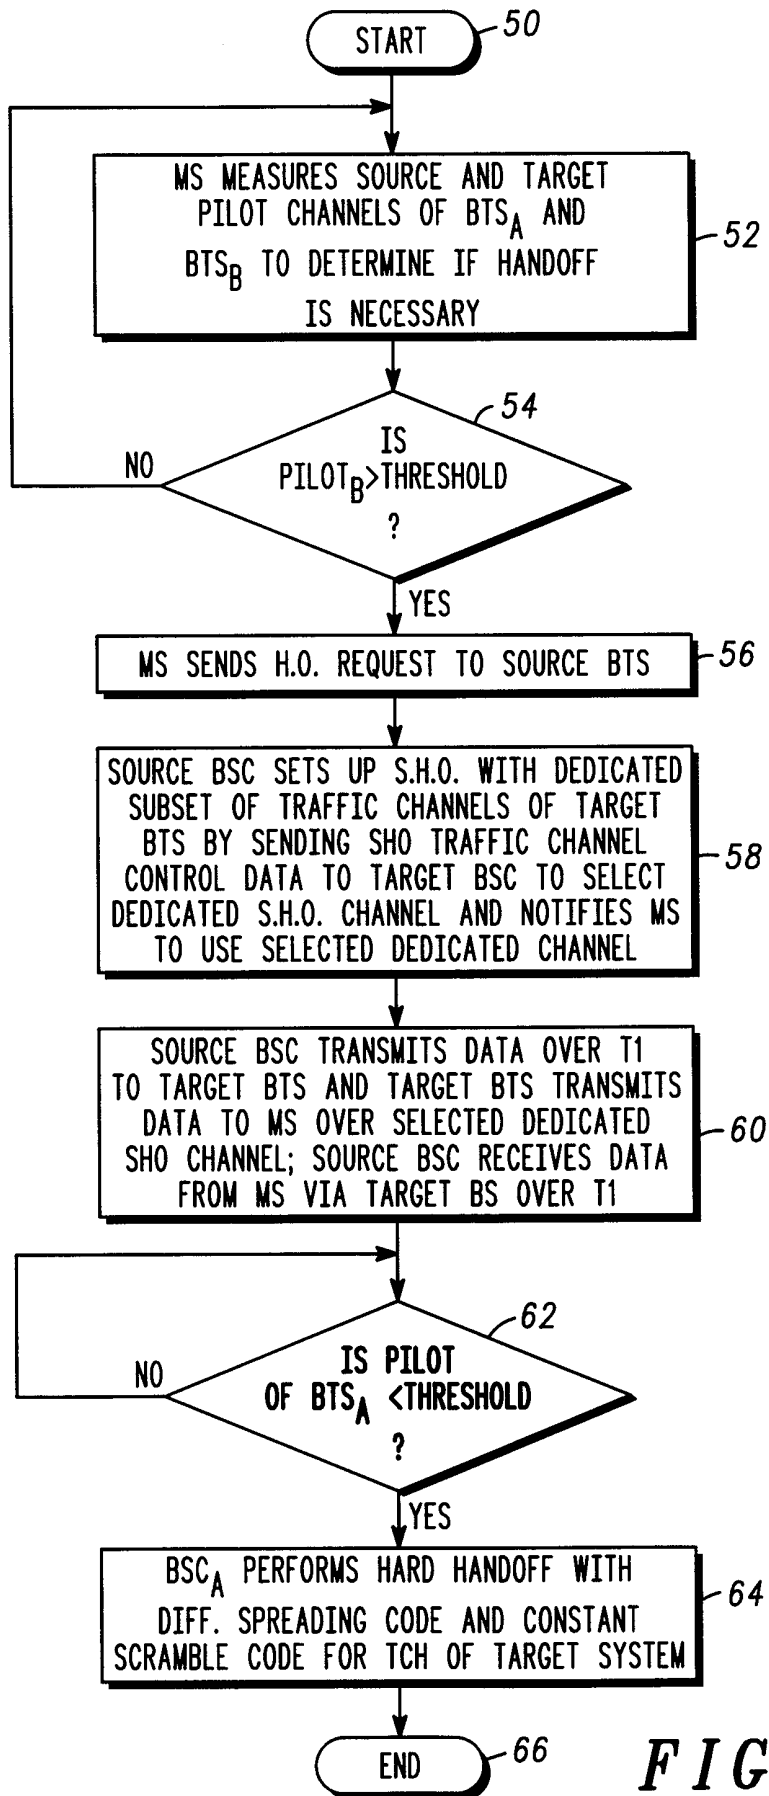 START
50
MS MEASURES SOURCE AND TARGET
PILOT CHANNELS OF BTSA AND
BTSB TO DETERMINE IF HANDOFF
IS NECESSARY
52
54
IS
PILOTB>THRESHOLD
?
NO
YES
MS SENDS H.O. REQUEST TO SOURCE BTS
56
SOURCE BSC SETS UP S.H.O. WITH DEDICATED
SUBSET OF TRAFFIC CHANNELS OF TARGET
BTS BY SENDING SHO TRAFFIC CHANNEL
CONTROL DATA TO TARGET BSC TO SELECT
DEDICATED S.H.O. CHANNEL AND NOTIFIES MS
TO USE SELECTED DEDICATED CHANNEL
58
SOURCE BSC TRANSMITS DATA OVER T1
TO TARGET BTS AND TARGET BTS TRANSMITS
DATA TO MS OVER SELECTED DEDICATED
SHO CHANNEL; SOURCE BSC RECEIVES DATA
FROM MS VIA TARGET BS OVER T1
60
62
IS PILOT
OF BTSA <THRESHOLD
?
NO
YES
BSCA PERFORMS HARD HANDOFF WITH
DIFF. SPREADING CODE AND CONSTANT
SCRAMBLE CODE FOR TCH OF TARGET SYSTEM
64
END
66
FIG